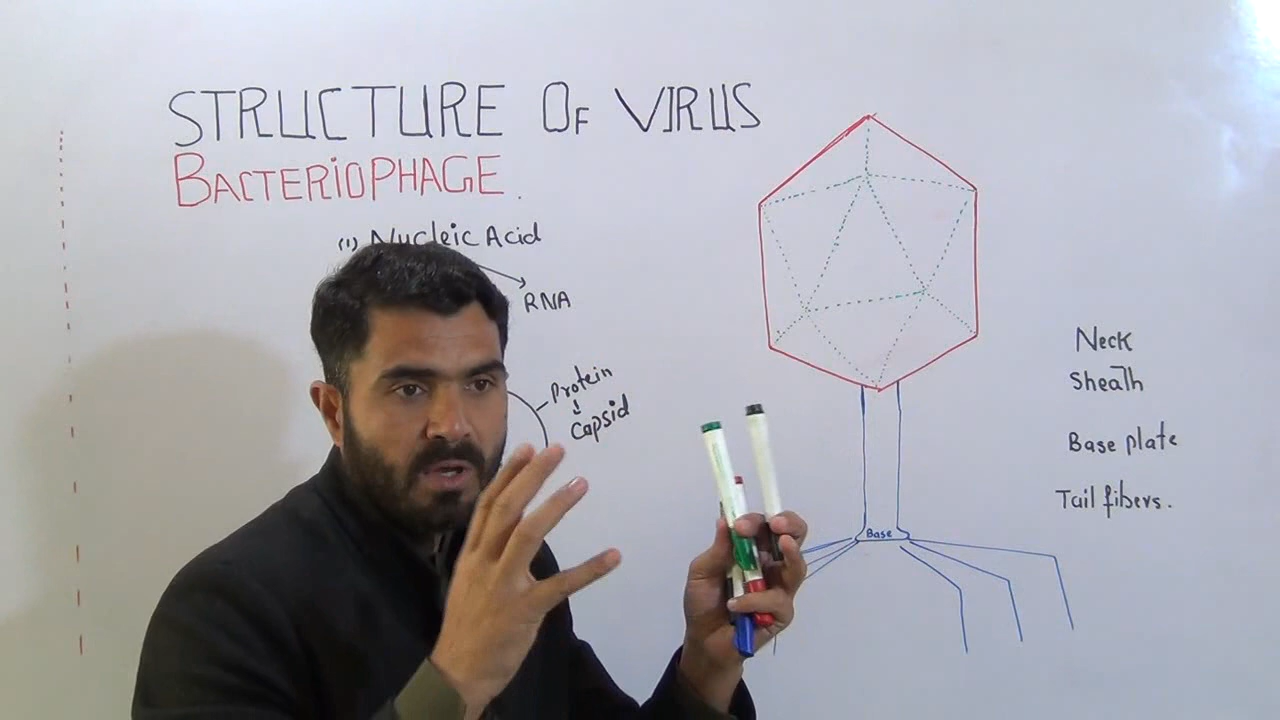 STRUCTURE OF VIRUS
BACTERIOPHAGE.
(1) Nucleic Acid
RNA
Protein
Capsid
Neck
Sheath
Base plate
Tail fibers.
Base